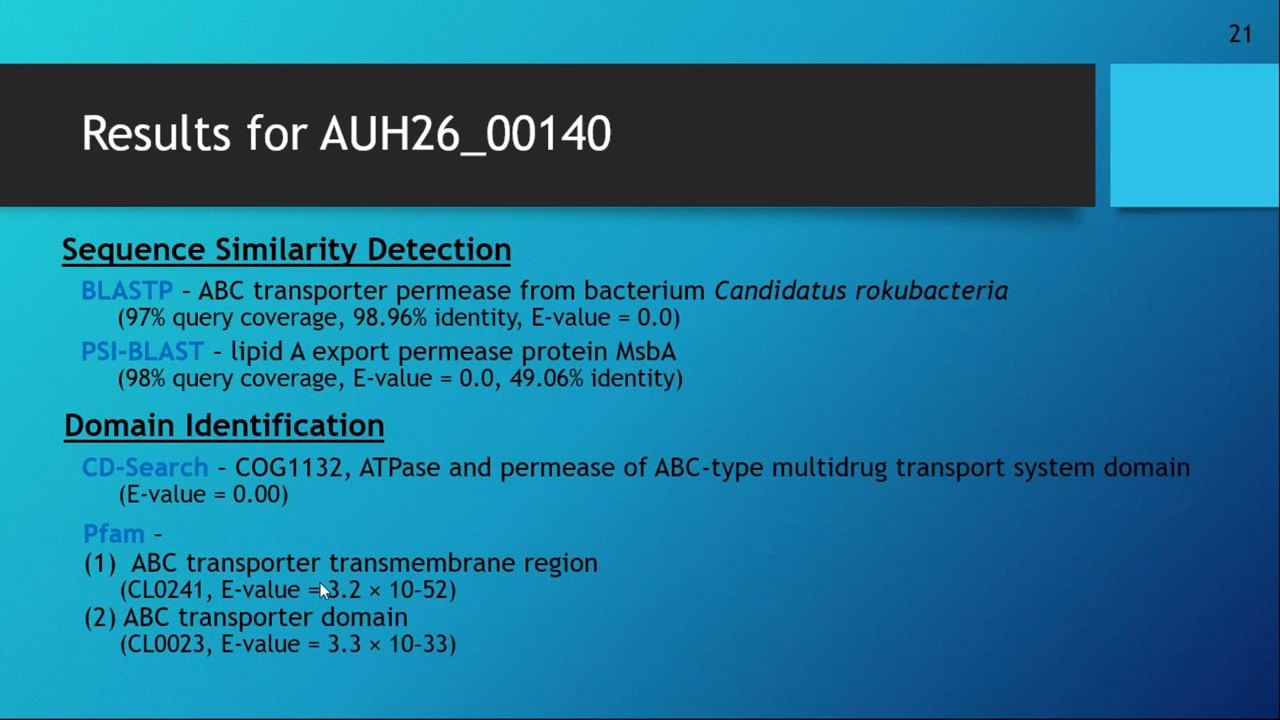 21
Results for AUH26_00140
Sequence Similarity Detection
BLASTP – ABC transporter permease from bacterium Candidatus rokubacteria
(97% query coverage, 98.96% identity, E-value = 0.0)
PSI-BLAST – lipid A export permease protein MsbA
(98% query coverage, E-value = 0.0, 49.06% identity)
Domain Identification
CD-Search – COG1132, ATPase and permease of ABC-type multidrug transport system domain
(E-value = 0.00)
Pfam –
(1) ABC transporter transmembrane region
(CL0241, E-value = 3.2 × 10–52)
(2) ABC transporter domain
(CL0023, E-value = 3.3 × 10–33)